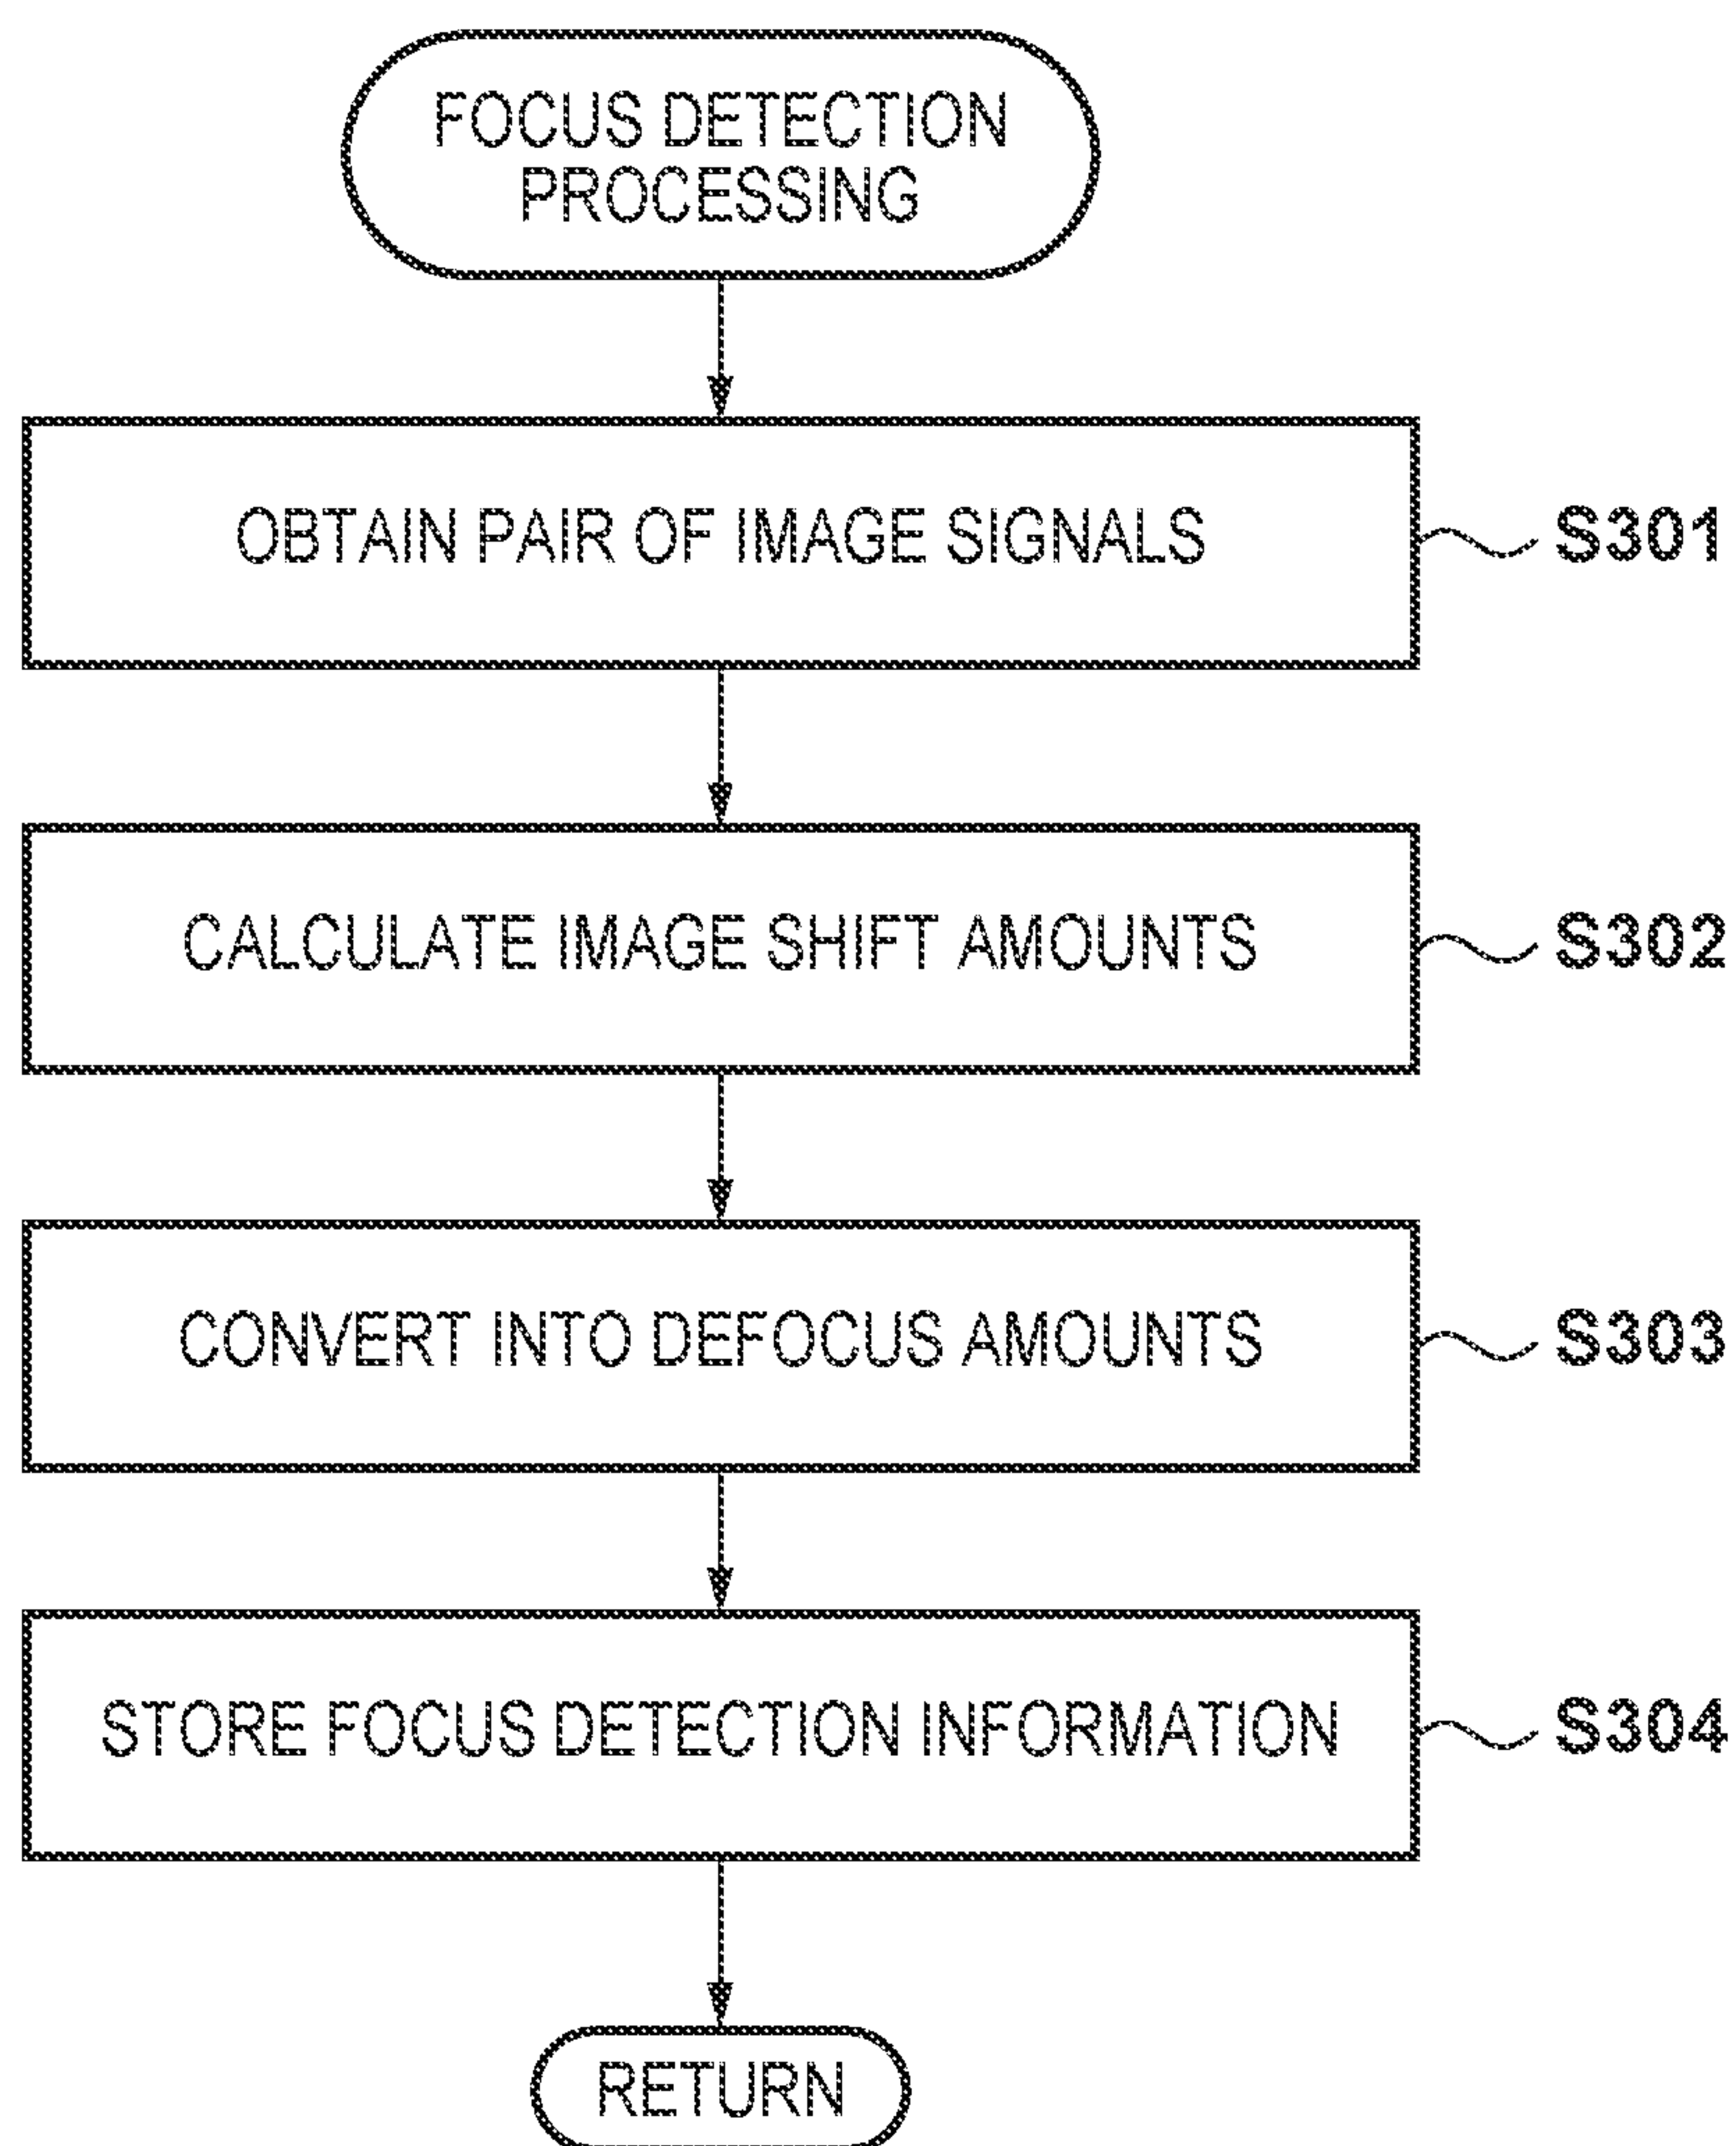 FOCUS DETECTION
PROCESSING
OBTAIN PAIR OF IMAGE SIGNALS
S301
CALCULATE IMAGE SHIFT AMOUNTS
S302
CONVERT INTO DEFOCUS AMOUNTS
S303
STORE FOCUS DETECTION INFORMATION
S304
RETURN